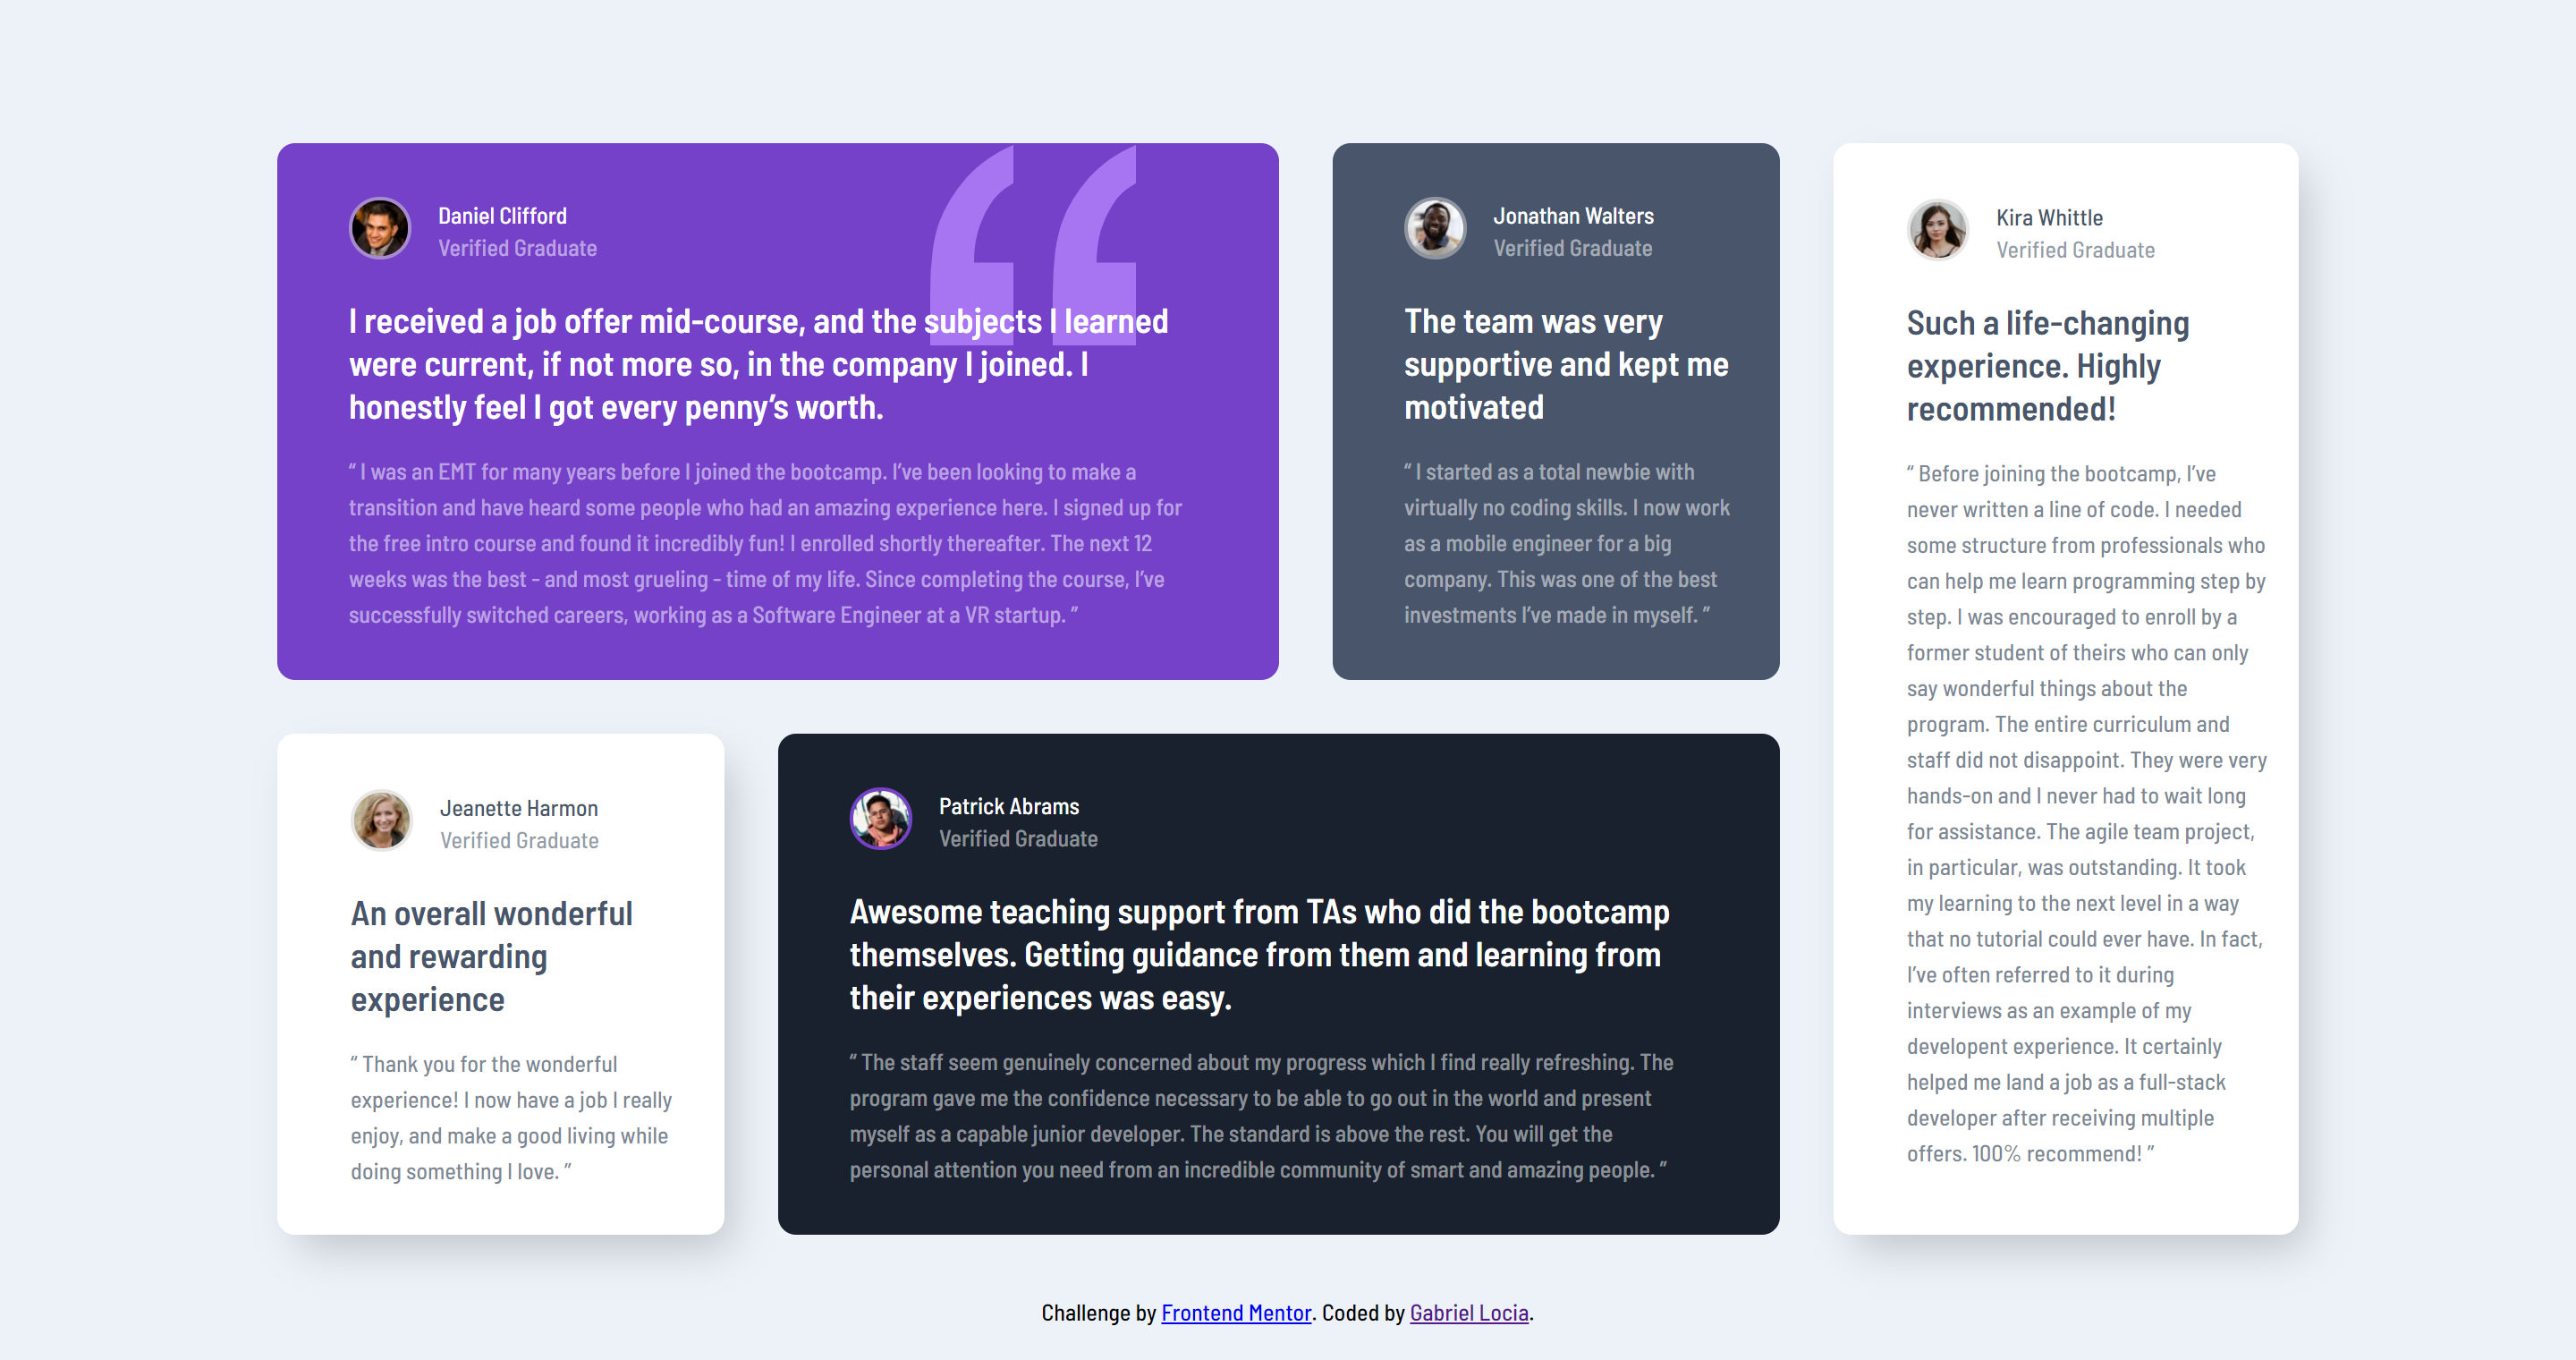 Daniel Clifford
Verified Graduate
I received a job offer mid-course, and the subjects I learned
were current, if not more so, in the company I joined. I
honestly feel I got every penny’s worth.
“ I was an EMT for many years before I joined the bootcamp. I’ve been looking to make a
transition and have heard some people who had an amazing experience here. I signed up for
the free intro course and found it incredibly fun! I enrolled shortly thereafter. The next 12
weeks was the best - and most grueling - time of my life. Since completing the course, I’ve
successfully switched careers, working as a Software Engineer at a VR startup. ”
Jonathan Walters
Verified Graduate
The team was very
supportive and kept me
motivated
“ I started as a total newbie with
virtually no coding skills. I now work
as a mobile engineer for a big
company. This was one of the best
investments I’ve made in myself. ”
Kira Whittle
Verified Graduate
Such a life-changing
experience. Highly
recommended!
“ Before joining the bootcamp, I’ve
never written a line of code. I needed
some structure from professionals who
can help me learn programming step by
step. I was encouraged to enroll by a
former student of theirs who can only
say wonderful things about the
program. The entire curriculum and
staff did not disappoint. They were very
hands-on and I never had to wait long
for assistance. The agile team project,
in particular, was outstanding. It took
my learning to the next level in a way
that no tutorial could ever have. In fact,
I’ve often referred to it during
interviews as an example of my
developent experience. It certainly
helped me land a job as a full-stack
developer after receiving multiple
offers. 100% recommend! ”
Jeanette Harmon
Verified Graduate
An overall wonderful
and rewarding
experience
“ Thank you for the wonderful
experience! I now have a job I really
enjoy, and make a good living while
doing something I love. ”
Patrick Abrams
Verified Graduate
Awesome teaching support from TAs who did the bootcamp
themselves. Getting guidance from them and learning from
their experiences was easy.
“ The staff seem genuinely concerned about my progress which I find really refreshing. The
program gave me the confidence necessary to be able to go out in the world and present
myself as a capable junior developer. The standard is above the rest. You will get the
personal attention you need from an incredible community of smart and amazing people. ”
Challenge by Frontend Mentor. Coded by Gabriel Locia.